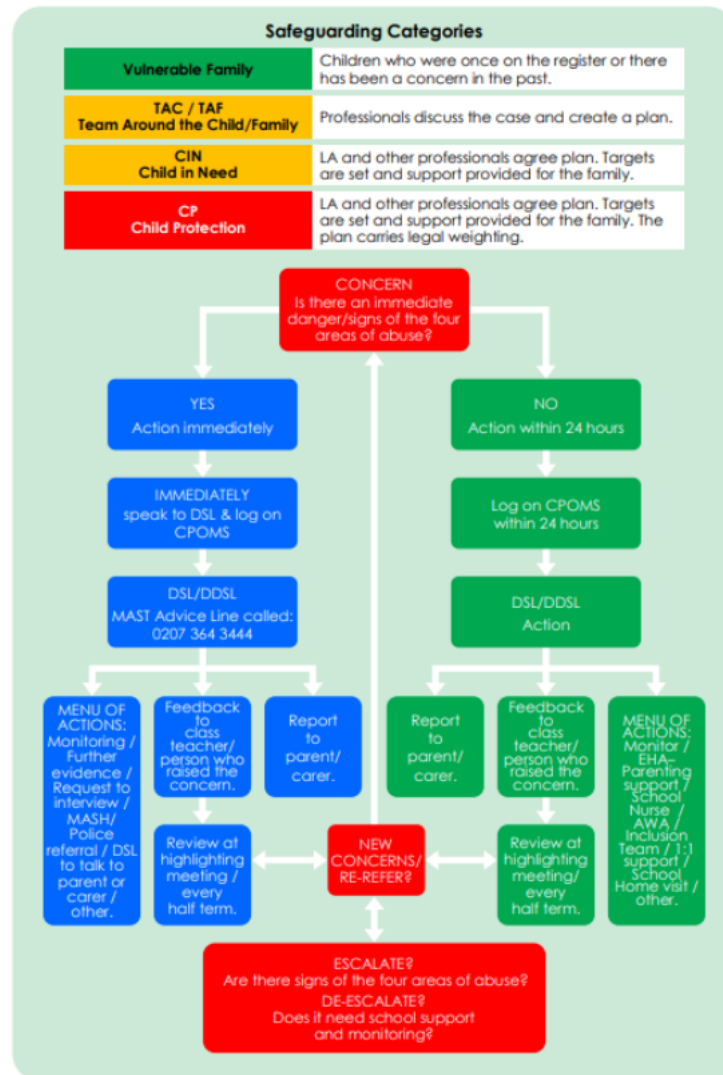 Safeguarding Categories
Vulnerable Family
Children who were once on the register or there
has been a concern in the past.
TAC / TAF
Team Around the Child/Family
Professionals discuss the case and create a plan.
CIN
Child in Need
LA and other professionals agree plan. Targets
are set and support provided for the family.
CP
Child Protection
LA and other professionals agree plan. Targets
are set and support provided for the family. The
plan carries legal weighting.
CONCERN
Is there an immediate
danger/signs of the four
areas of abuse?
YES
Action immediately
NO
Action within 24 hours
IMMEDIATELY
speak to DSL & log on
CPOMS
Log on CPOMS
within 24 hours
DSL/DDSL
MAST Advice Line called:
0207 364 3444
DSL/DDSL
Action
MENU OF
ACTIONS:
Monitoring /
Further
evidence /
Request to
interview /
MASH/
Police
referral / DSL
to talk to
parent or
carer /
other.
Feedback
to
class
teacher/
person who
raised the
concern.
Report
to
parent/
carer.
Report
to
parent/
carer.
Feedback
to
class
teacher/
person who
raised the
concern.
MENU OF
ACTIONS:
Monitor /
EHA–
Parenting
support /
School
Nurse /
AWA /
Inclusion
Team / 1:1
support /
School
Home visit /
other.
Review at
highlighting
meeting /
every
half term.
NEW
CONCERNS/
RE-REFER?
Review at
highlighting
meeting/
every
half term.
ESCALATE?
Are there signs of the four areas of abuse?
DE-ESCALATE?
Does it need school support
and monitoring?